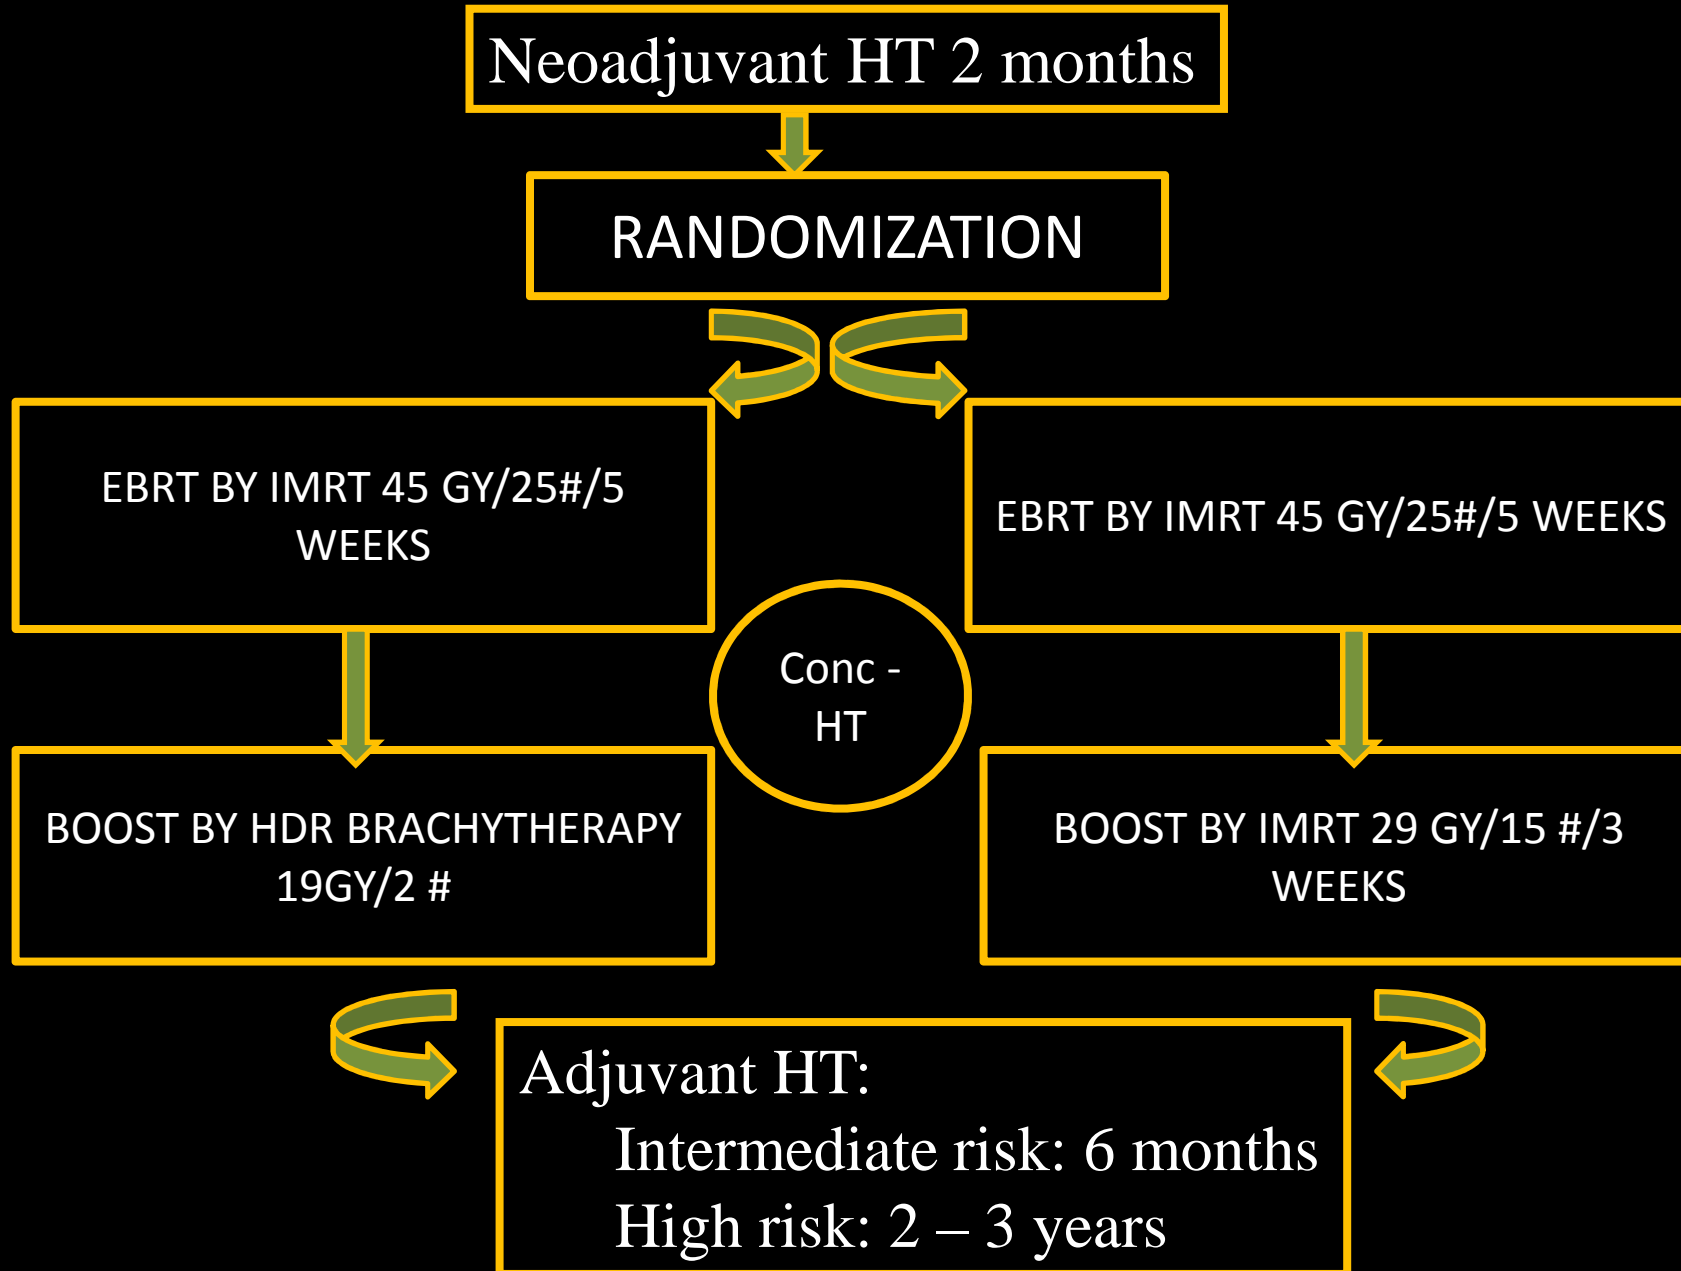 Neoadjuvant HT 2 months
RANDOMIZATION
EBRT BY IMRT 45 GY/25#/5
WEEKS
EBRT BY IMRT 45 GY/25#/5 WEEKS
Conc -
HT
BOOST BY HDR BRACHYTHERAPY
19GY/2 #
BOOST BY IMRT 29 GY/15 #/3
WEEKS
Adjuvant HT:
Intermediate risk: 6 months
High risk: 2 – 3 years